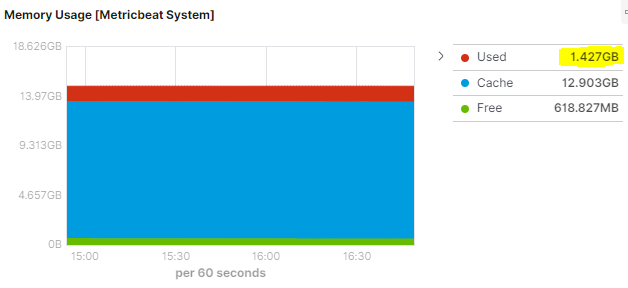 Memory Usage [Metricbeat System]
18.626GB
13.97GB
9.313GB
4.657GB
0B
15:00 15:30 16:00 16:30
per 60 seconds
Used 1.427GB
Cache 12.903GB
Free 618.827MB